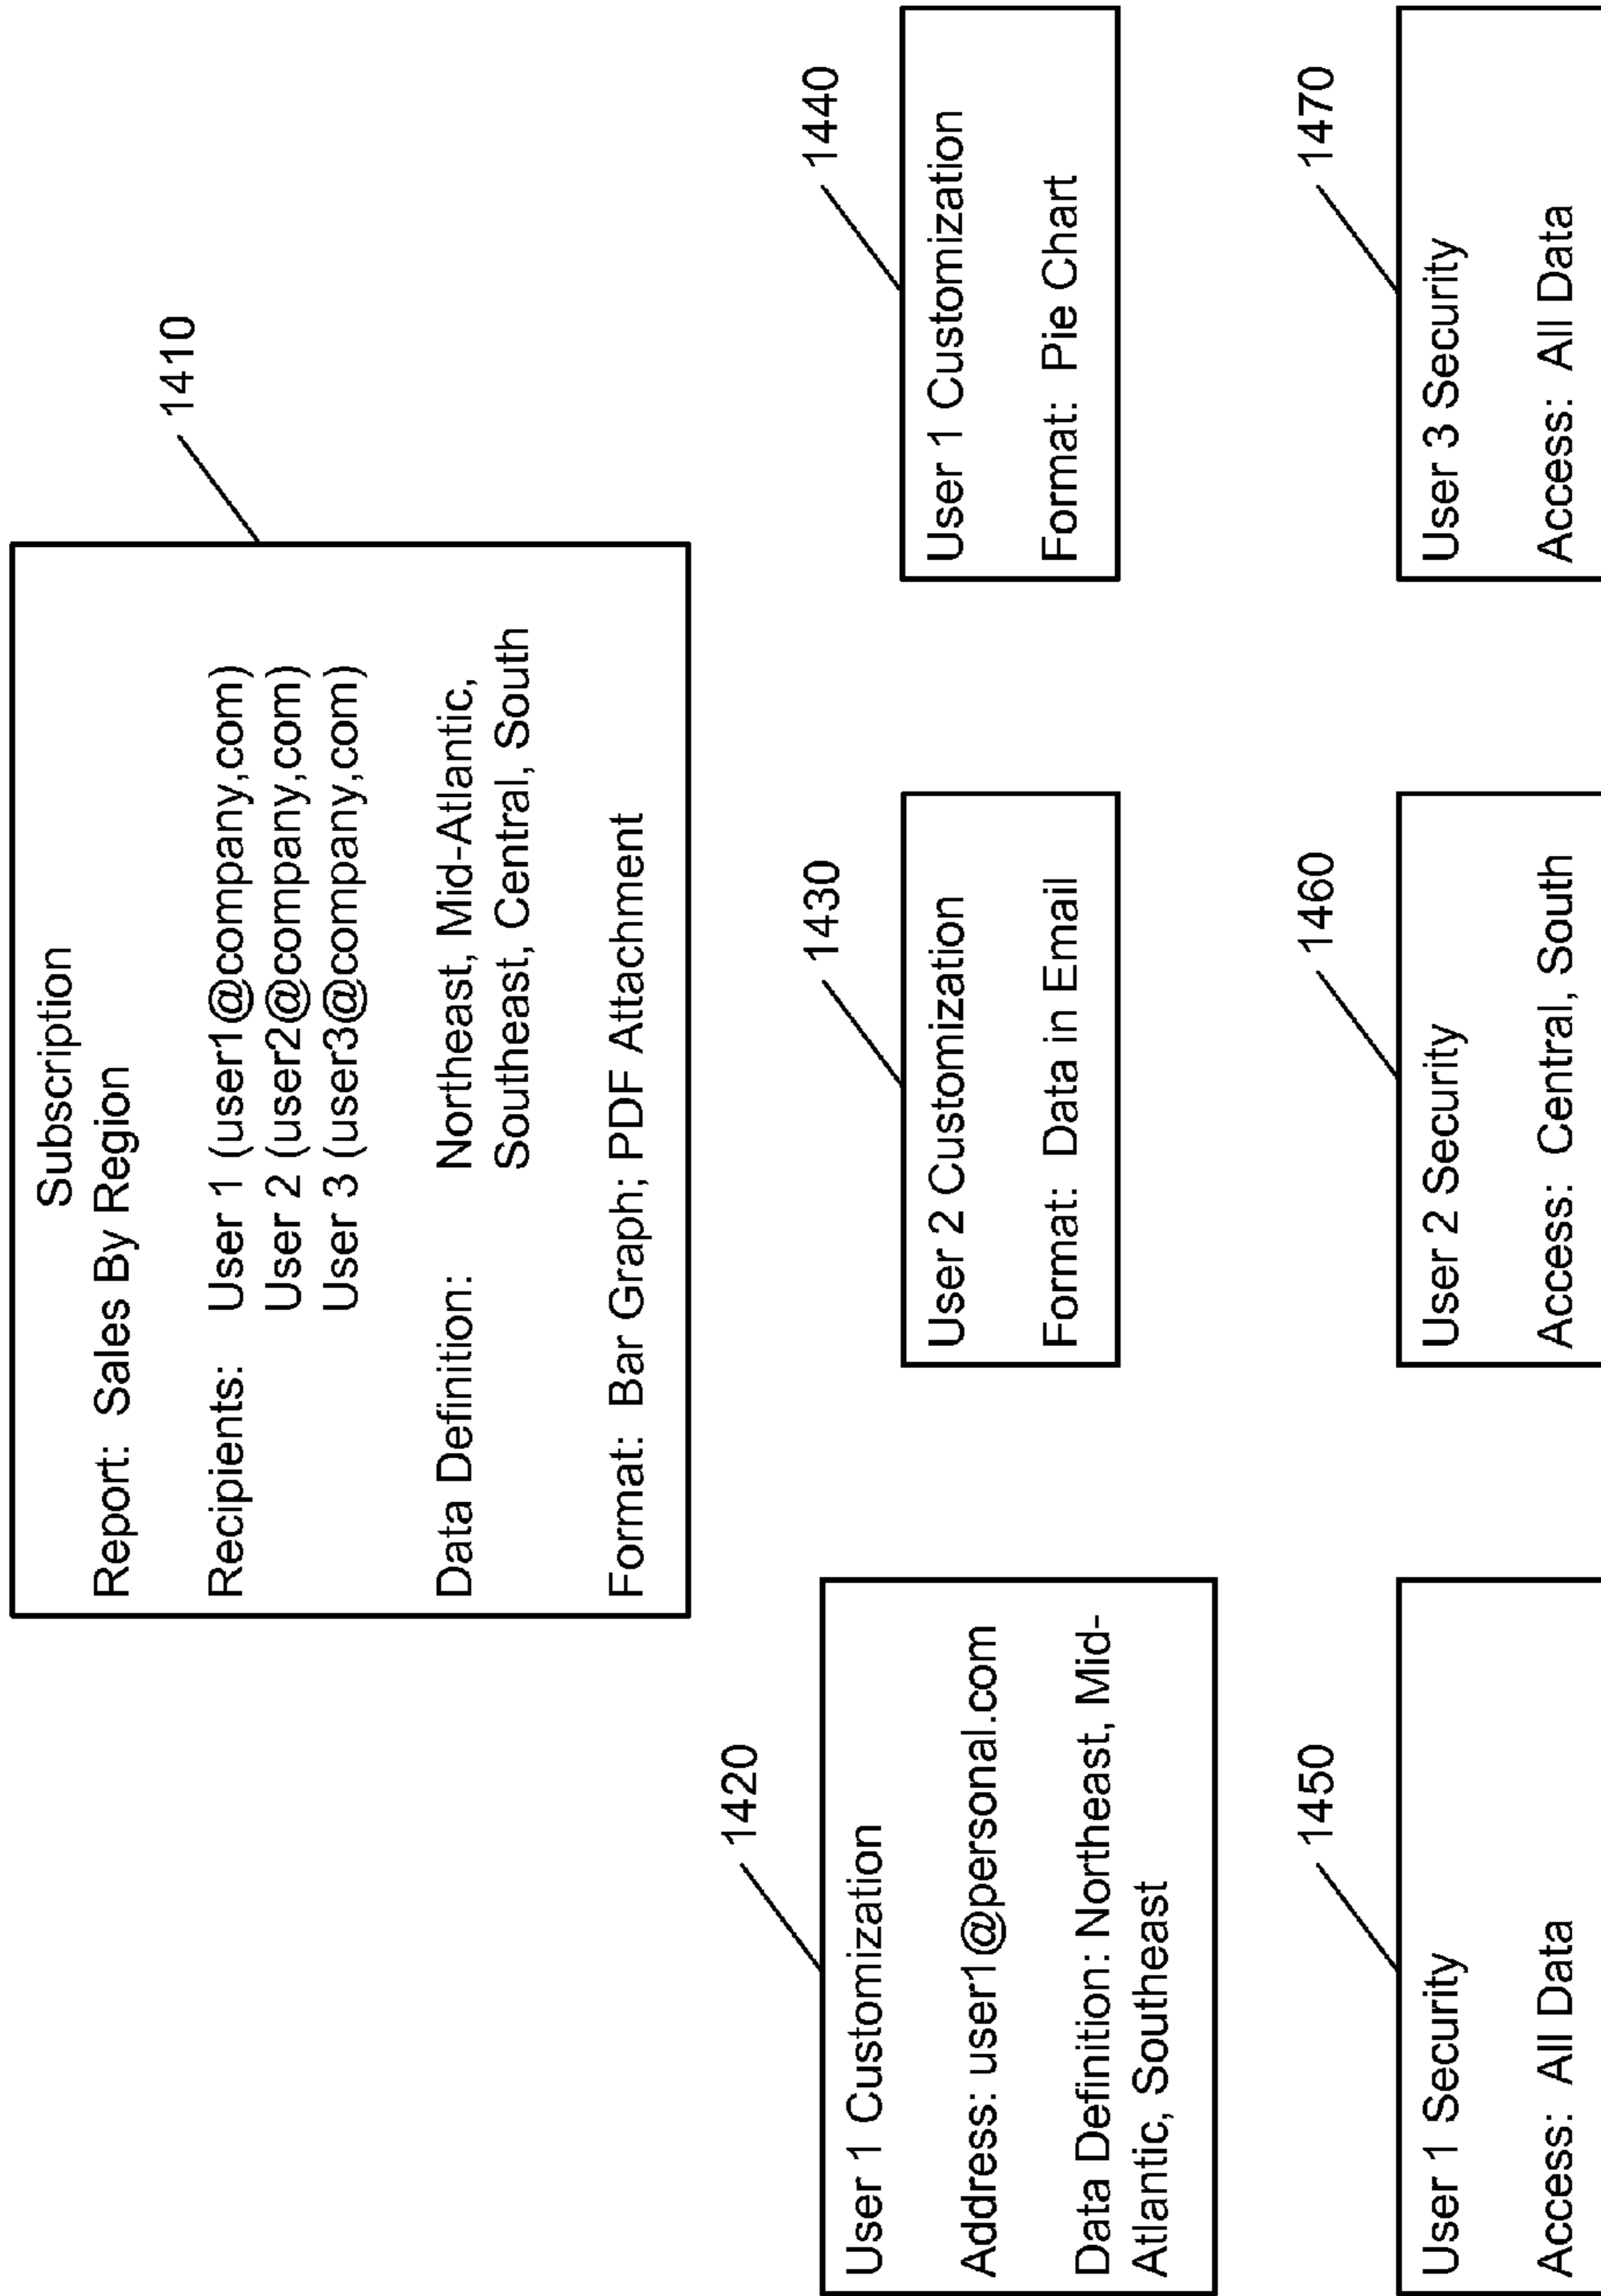 Subscription
Report: Sales By Region
Recipients: User 1 (user1@company,com)
User 2 (user2@company,com)
User 3 (user3@company,com)
Data Definition: Northeast, Mid-Atlantic,
Southeast, Central, South
Format: Bar Graph; PDF Attachment
1410
1420
User 1 Customization
Address: user1@personal.com
Data Definition: Northeast, Mid-
Atlantic, Southeast
1430
User 2 Customization
Format: Data in Email
1440
User 1 Customization
Format: Pie Chart
1450
User 1 Security
Access: All Data
1460
User 2 Security
Access: Central, South
1470
User 3 Security
Access: All Data